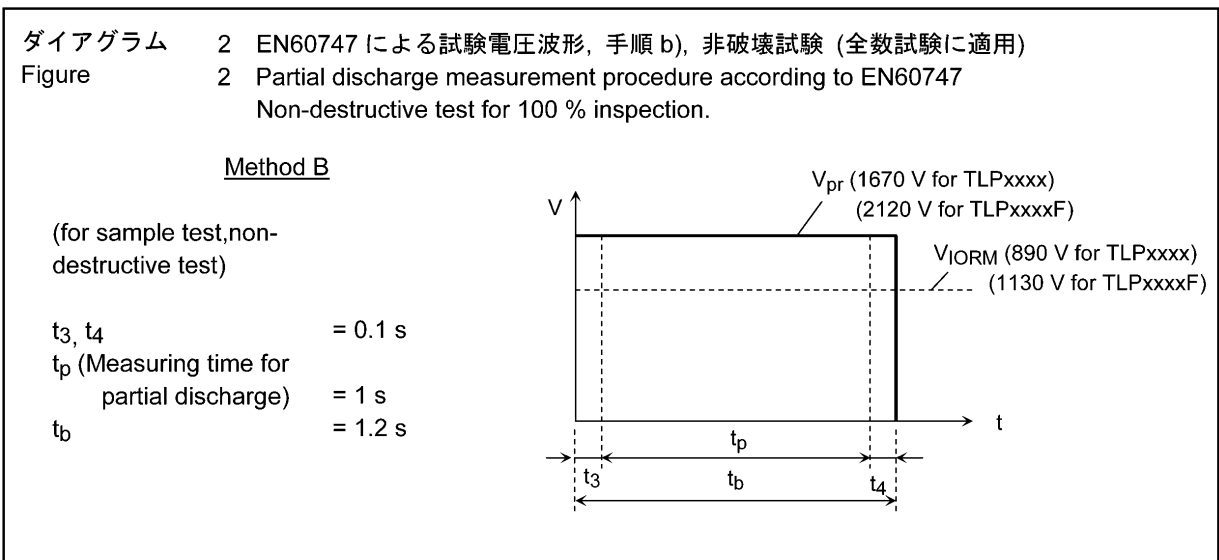 ダイアグラム 2 EN60747 による試験電圧波形, 手順 b), 非破壊試験 (全数試験に適用)
Figure 2 Partial discharge measurement procedure according to EN60747
Non-destructive test for 100 % inspection.
Method B
(for sample test,non-
destructive test)
t3, t4 = 0.1 s
tp (Measuring time for
partial discharge) = 1 s
tb = 1.2 s
V
Vpr (1670 V for TLPxxxx)
(2120 V for TLPxxxxF)
VIORM (890 V for TLPxxxx)
(1130 V for TLPxxxxF)
t
tp
t3 tb t4